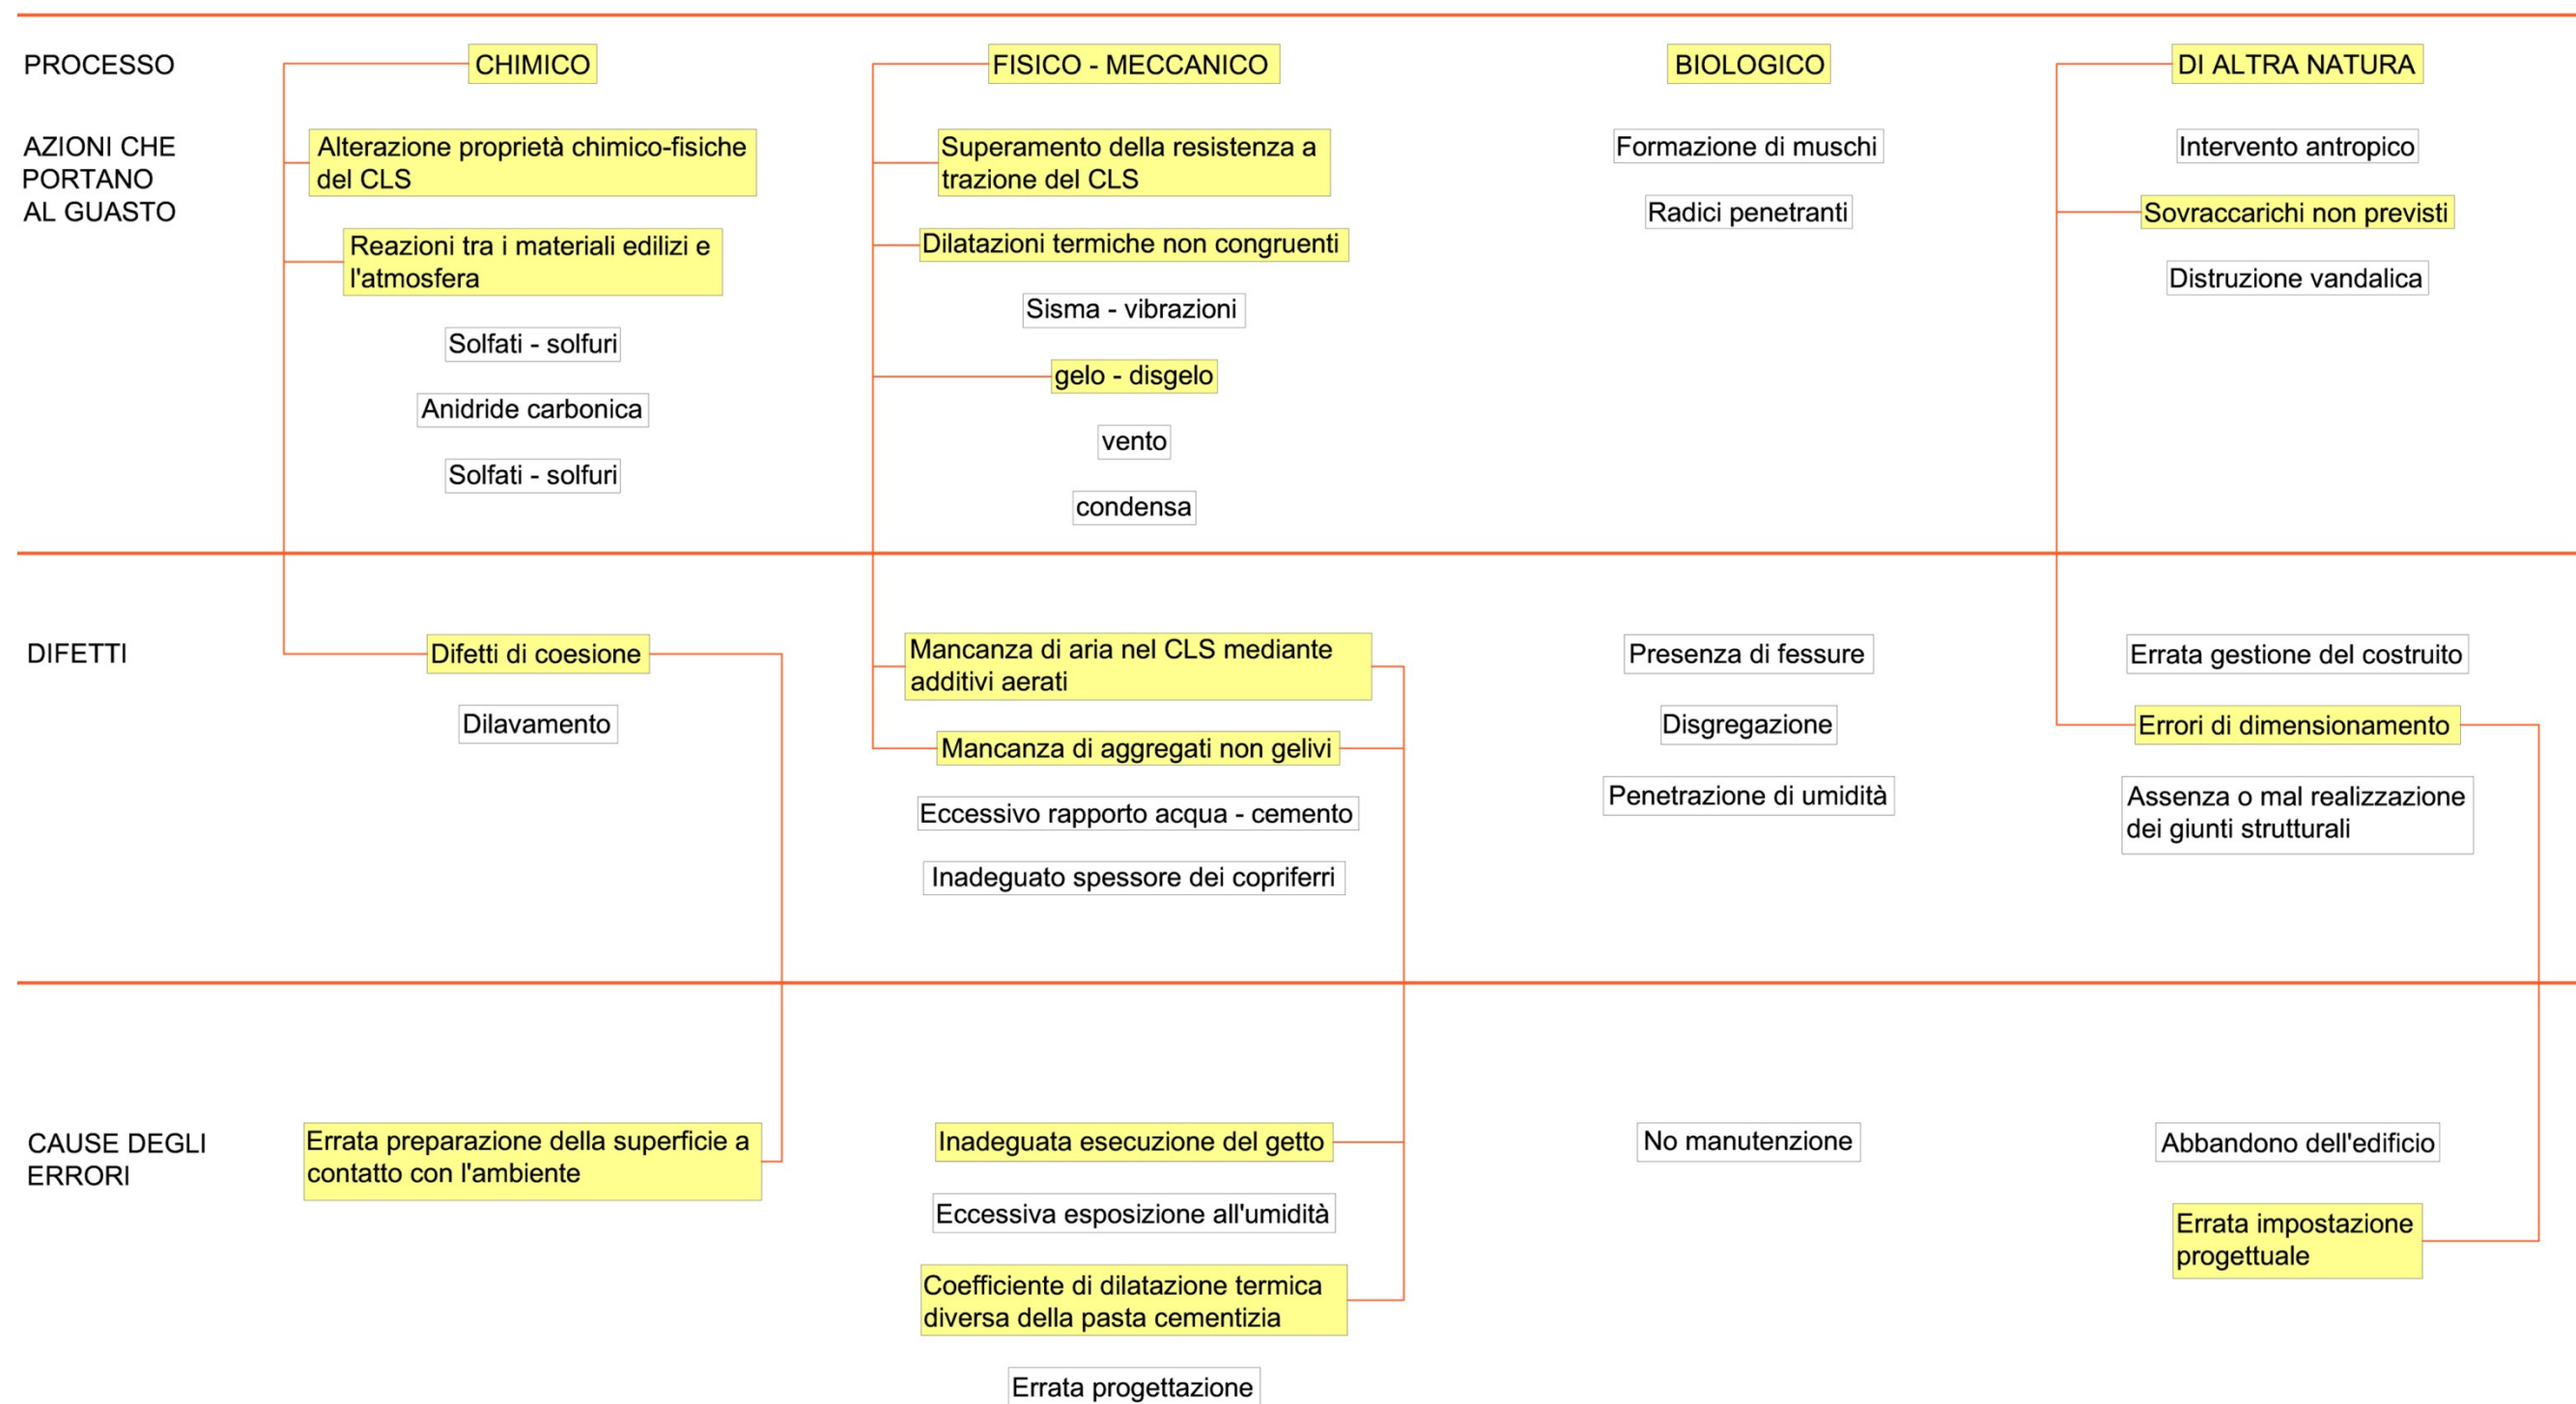 PROCESSO
CHIMICO
FISICO - MECCANICO
BIOLOGICO
DI ALTRA NATURA
AZIONI CHE
PORTANO
AL GUASTO
Alterazione proprietà chimico-fisiche
del CLS
Reazioni tra i materiali edilizi e
l'atmosfera
Solfati - solfuri
Anidride carbonica
Solfati - solfuri
Superamento della resistenza a
trazione del CLS
Dilatazioni termiche non congruenti
Sisma - vibrazioni
gelo - disgelo
vento
condensa
Formazione di muschi
Radici penetranti
Intervento antropico
Sovraccarichi non previsti
Distruzione vandalica
DIFETTI
Difetti di coesione
Dilavamento
Mancanza di aria nel CLS mediante
additivi aerati
Mancanza di aggregati non gelivi
Eccessivo rapporto acqua - cemento
Inadeguato spessore dei copriferri
Presenza di fessure
Disgregazione
Penetrazione di umidità
Errata gestione del costruito
Errori di dimensionamento
Assenza o mal realizzazione
dei giunti strutturali
CAUSE DEGLI
ERRORI
Errata preparazione della superficie a
contatto con l'ambiente
Inadeguata esecuzione del getto
Eccessiva esposizione all'umidità
Coefficiente di dilatazione termica
diversa della pasta cementizia
Errata progettazione
No manutenzione
Abbandono dell'edificio
Errata impostazione
progettuale